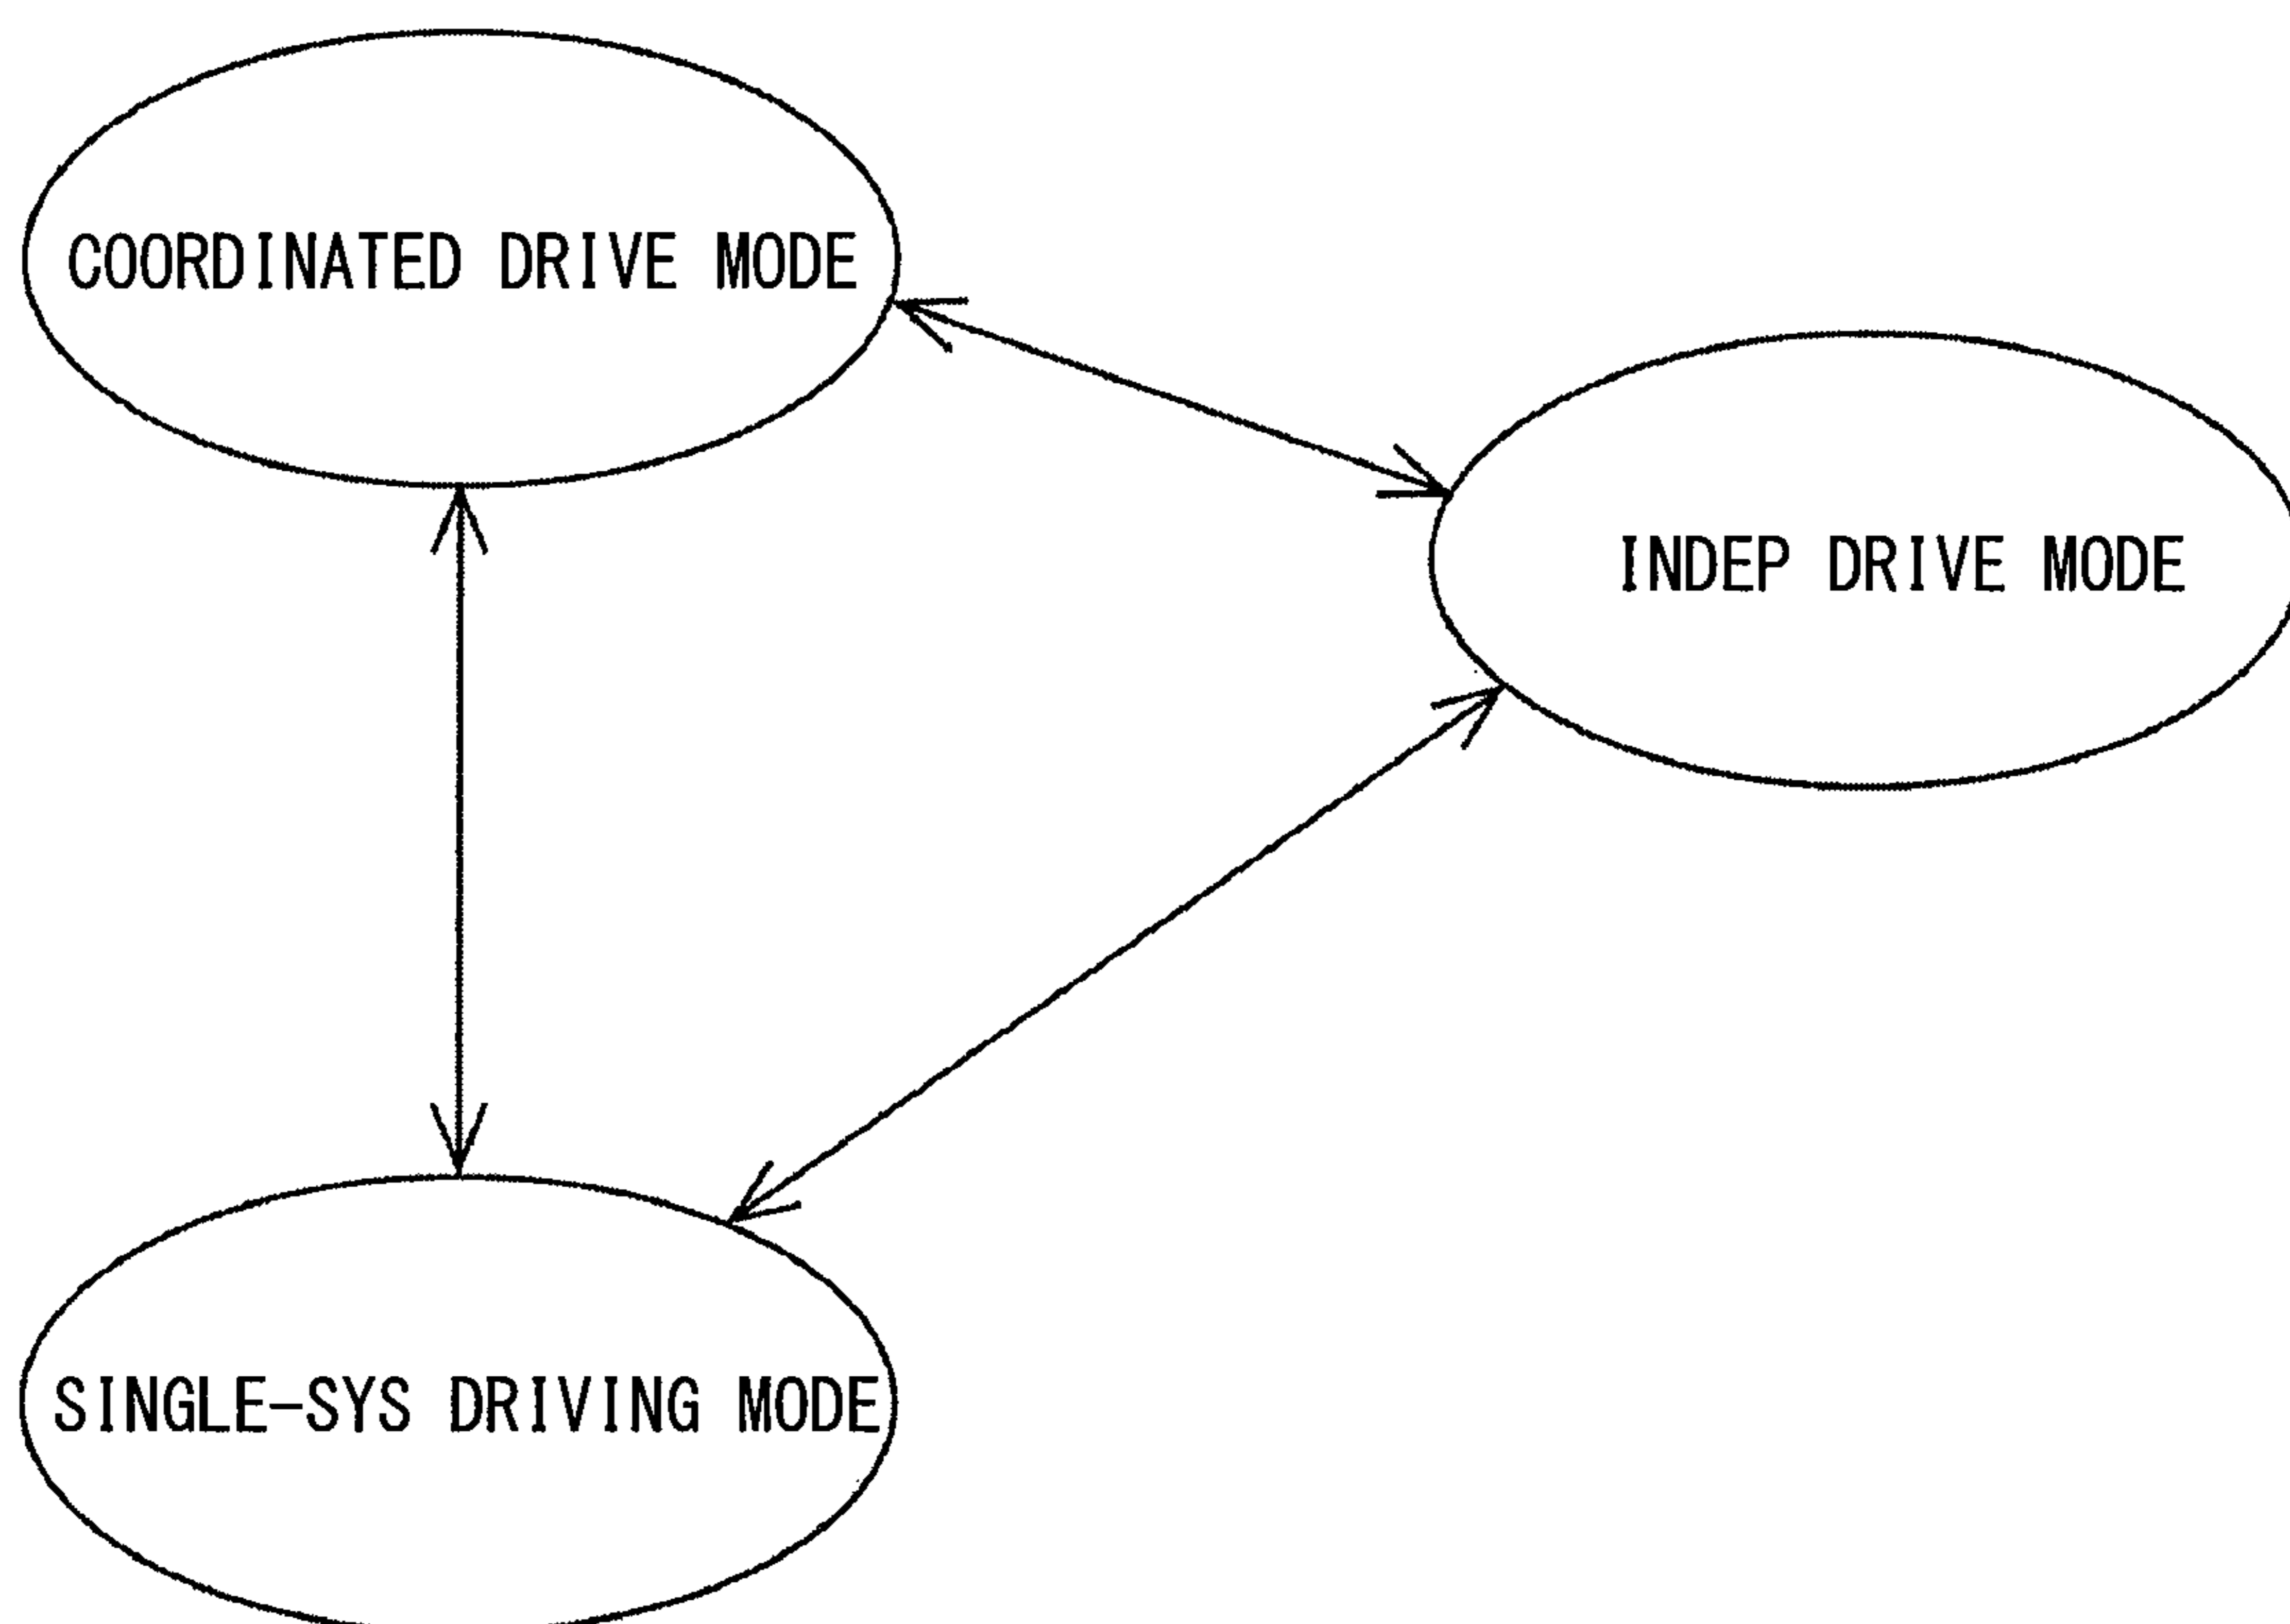 COORDINATED DRIVE MODE
INDEP DRIVE MODE
SINGLE-SYS DRIVING MODE